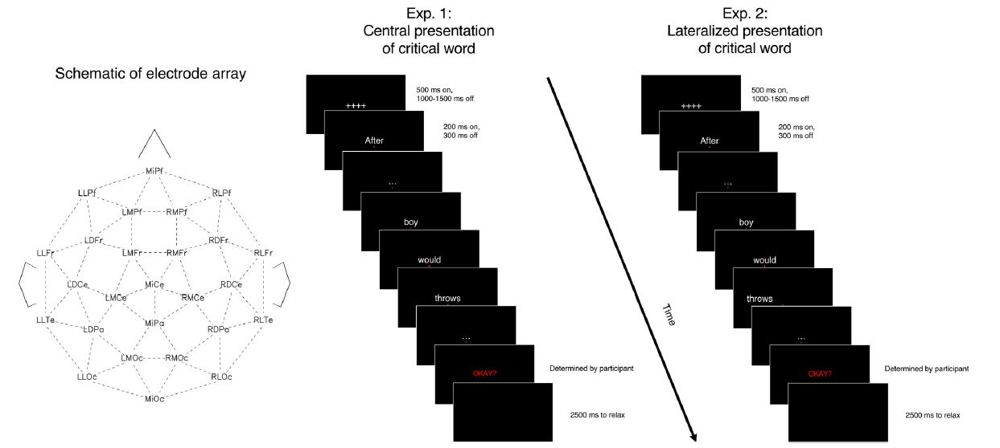 Schematic of electrode array
MiPf
LLPf RLPf
LMPf RMPf
LDFr RDFr
LLFr LMFr RMFr RLFr
LDCe MiCe RDCe
LMCe RMCe
LLTe MiPa RLTe
LDPa RDPa
LMOc RMOc
LLOc RLOc
MiOc
Exp. 1:
Central presentation
of critical word
++++
500 ms on,
1000-1500 ms off
After
200 ms on,
300 ms off
...
boy
would
throws
...
OKAY?
Determined by participant
2500 ms to relax
Time
Exp. 2:
Lateralized presentation
of critical word
++++
500 ms on,
1000-1500 ms off
After
200 ms on,
300 ms off
...
boy
would
throws
...
OKAY?
Determined by participant
2500 ms to relax